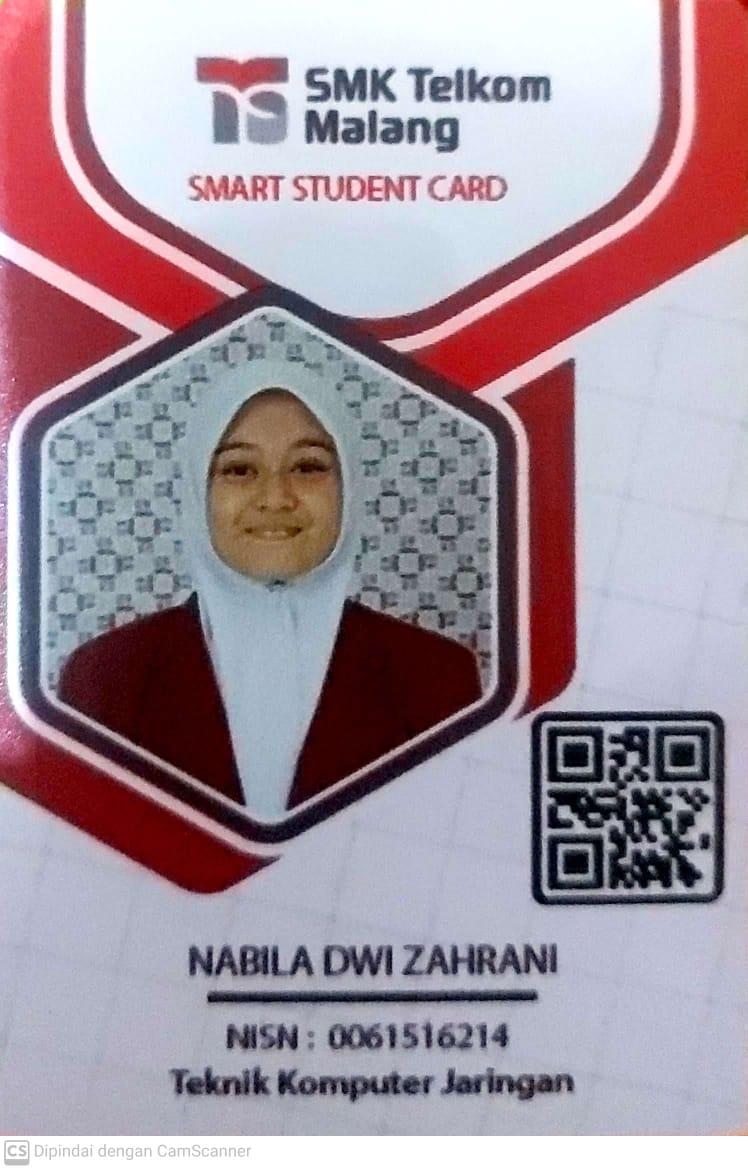 SMK Telkom
Malang
SMART STUDENT CARD
NABILA DWI ZAHRANI
NISN : 0061516214
Teknik Komputer Jaringan
CS Dipindai dengan CamScanner